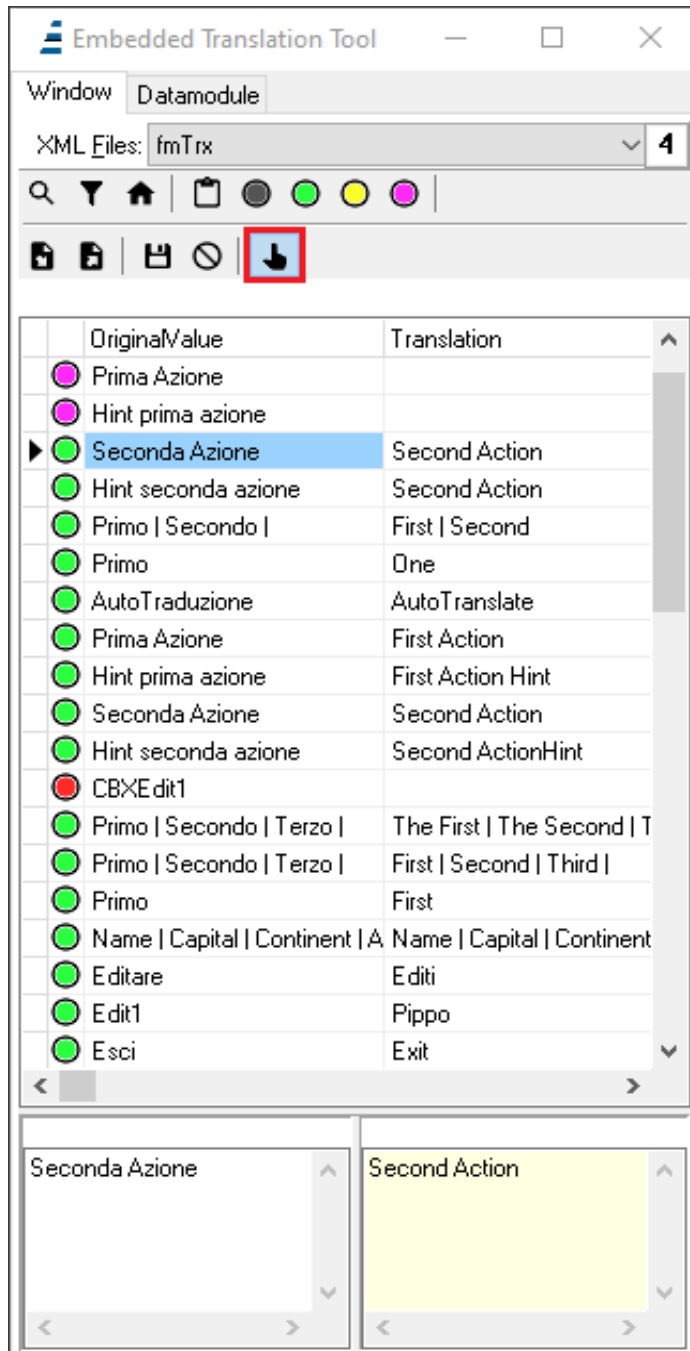 Embedded Translation Tool
Window Datamodule
XML Files: fmTrx 4
OriginalValue Translation
Prima Azione
Hint prima azione
Seconda Azione Second Action
Hint seconda azione Second Action
Primo | Secondo | First | Second
Primo One
AutoTraduzione AutoTranslate
Prima Azione First Action
Hint prima azione First Action Hint
Seconda Azione Second Action
Hint seconda azione Second ActionHint
CBXEdit1
Primo | Secondo | Terzo | The First | The Second | T
Primo | Secondo | Terzo | First | Second | Third |
Primo First
Name | Capital | Continent | A Name | Capital | Continent
Editare Editi
Edit1 Pippo
Esci Exit
Seconda Azione Second Action